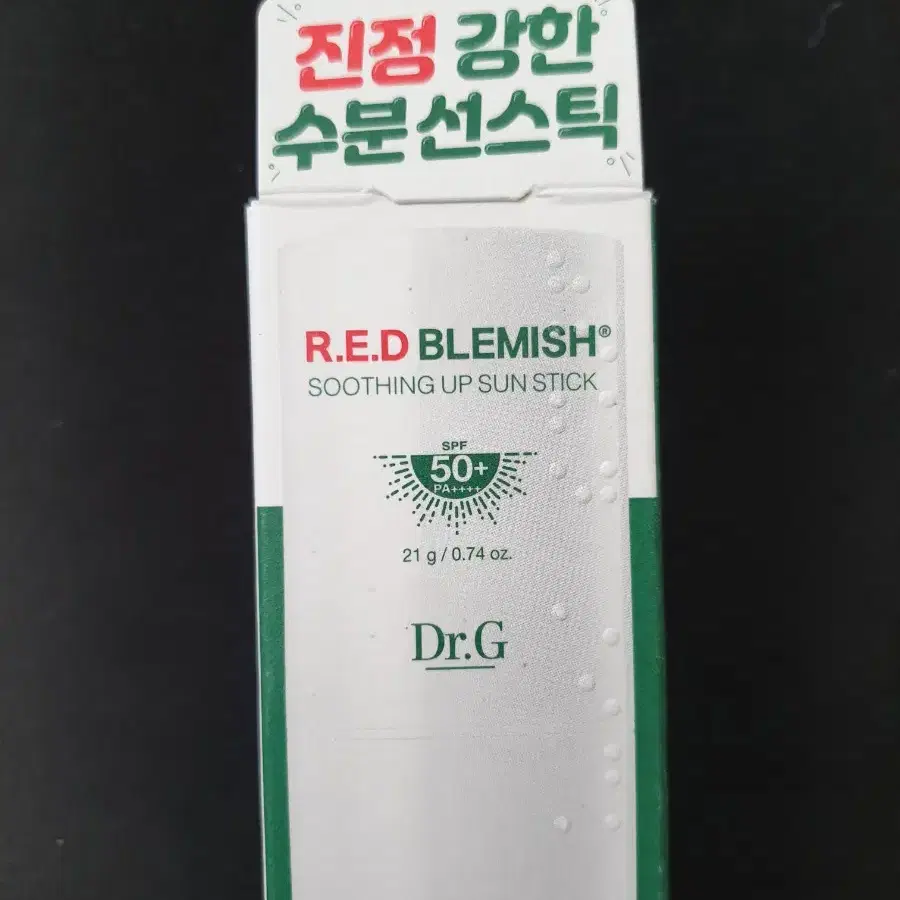 진정 강한
수분선스틱
R.E.D BLEMISH®
SOOTHING UP SUN STICK
SPF
50+
PA++++
21 g / 0.74 oz.
Dr.G